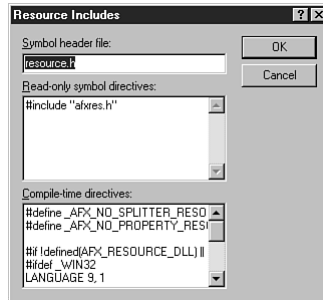 Resource Includes
Symbol header file:
OK
resource.h
Cancel
Read-only symbol directives:
#include "afxres.h"
Compile-time directives:
#define _AFX_NO_SPLITTER_RESO
#define _AFX_NO_PROPERTY_RES
#if !defined(AFX_RESOURCE_DLL) ||
#ifdef _WIN32
LANGUAGE 9, 1